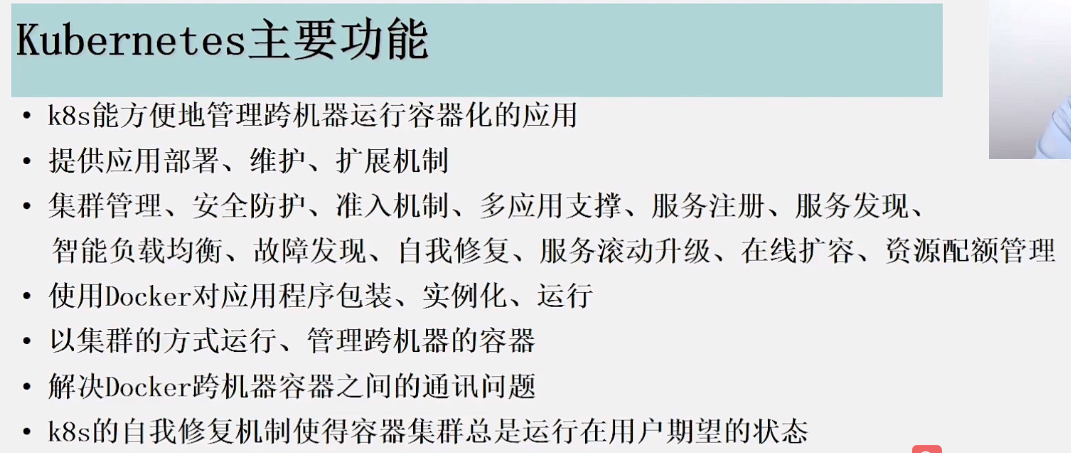 Kubernetes主要功能
• k8s能方便地管理跨机器运行容器化的应用
• 提供应用部署、维护、扩展机制
• 集群管理、安全防护、准入机制、多应用支撑、服务注册、服务发现、
智能负载均衡、故障发现、自我修复、服务滚动升级、在线扩容、资源配额管理
• 使用Docker对应用程序包装、实例化、运行
• 以集群的方式运行、管理跨机器的容器
• 解决Docker跨机器容器之间的通讯问题
• k8s的自我修复机制使得容器集群总是运行在用户期望的状态